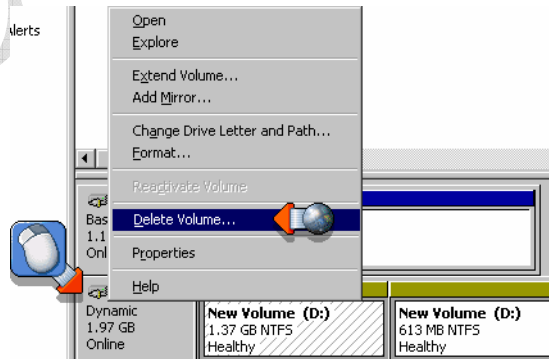 Alerts
Open
Explore
Extend Volume...
Add Mirror...
Change Drive Letter and Path...
Format...
Reactivate Volume
Delete Volume...
Properties
Help
Bas
1.1
Onl
Dynamic
1.97 GB
Online
New Volume (D:)
1.37 GB NTFS
Healthy
New Volume (D:)
613 MB NTFS
Healthy